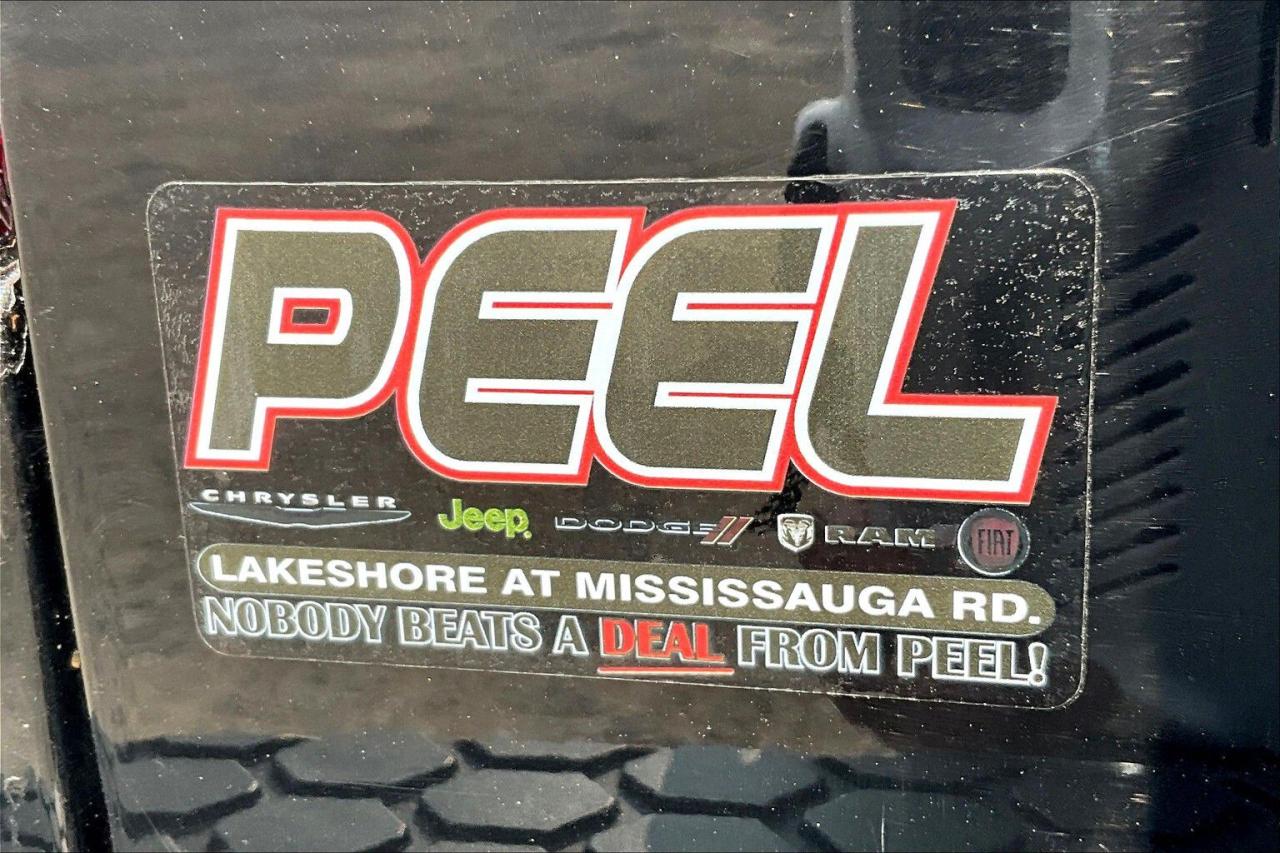 PEEL
CHRYSLER Jeep DODGE RAM FIAT
LAKESHORE AT MISSISSAUGA RD.
NOBODY BEATS A DEAL FROM PEEL!